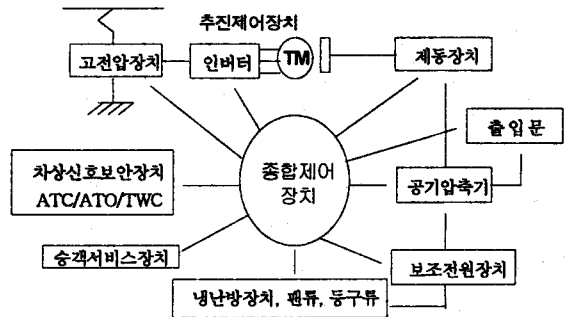 추진제어장치
고전압장치
인버터
TM
제동장치
출입문
종합제어
장치
차상신호보안장치
ATC/ATO/TWC
공기압축기
승객서비스장치
보조전원장치
냉난방장치, 팬류, 등구류